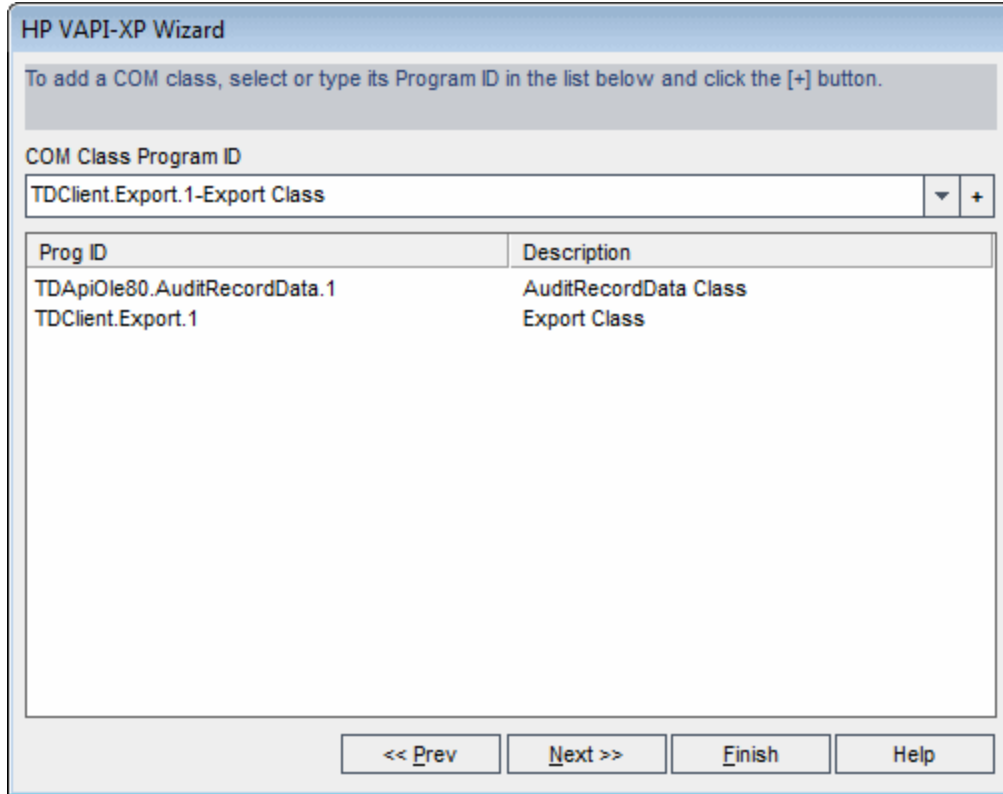 HP VAPI-XP Wizard
To add a COM class, select or type its Program ID in the list below and click the [+] button.
COM Class Program ID
TDClient.Export.1-Export Class +
Prog ID Description
TDApiOle80.AuditRecordData.1 AuditRecordData Class
TDClient.Export.1 Export Class
<< Prev Next >> Finish Help